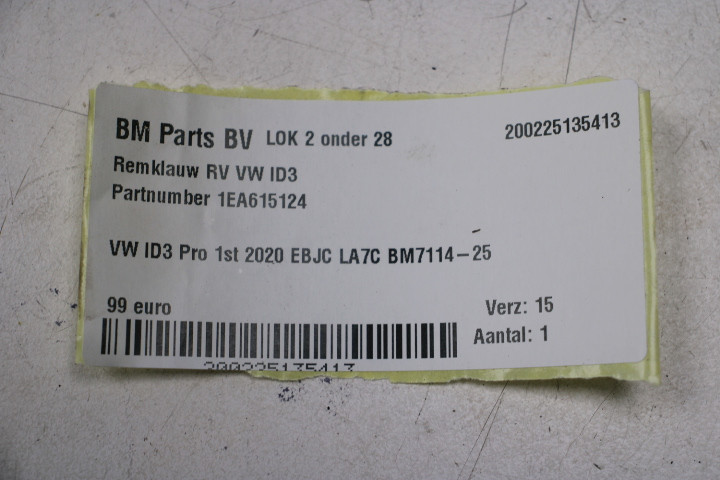 BM Parts BV LOK 2 onder 28 200225135413
Remklauw RV VW ID3
Partnumber 1EA615124
VW ID3 Pro 1st 2020 EBJC LA7C BM7114-25
99 euro Verz: 15
Aantal: 1
200225135413